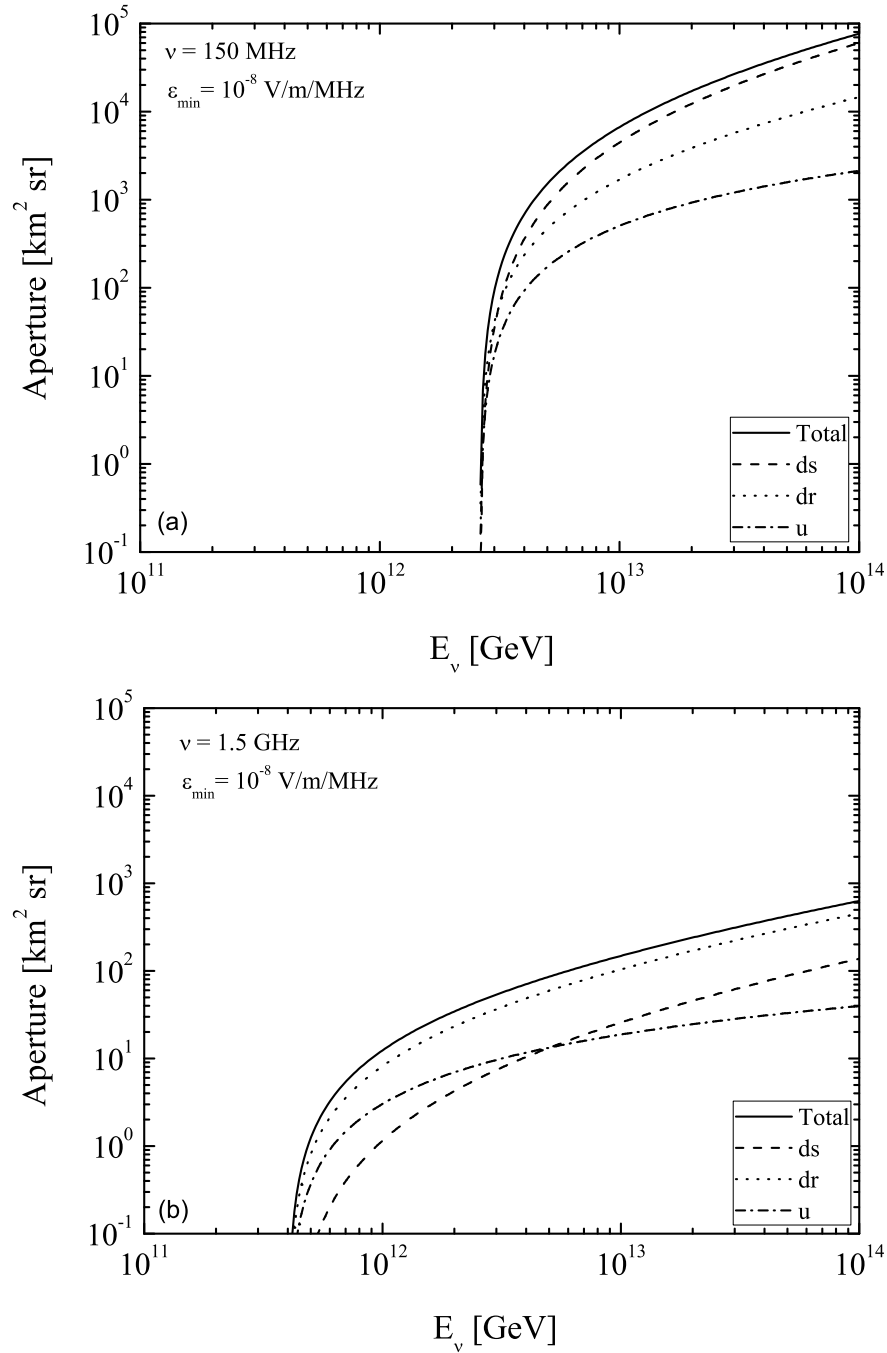 ν = 150 MHz
ε_min = 10^-8 V/m/MHz
10^5
10^4
10^3
10^2
10^1
10^0
10^-1
Aperture [km^2 sr]
Total
ds
dr
u
(a)
10^11 10^12 10^13 10^14
E_ν [GeV]
ν = 1.5 GHz
ε_min = 10^-8 V/m/MHz
10^5
10^4
10^3
10^2
10^1
10^0
10^-1
Aperture [km^2 sr]
Total
ds
dr
u
(b)
10^11 10^12 10^13 10^14
E_ν [GeV]